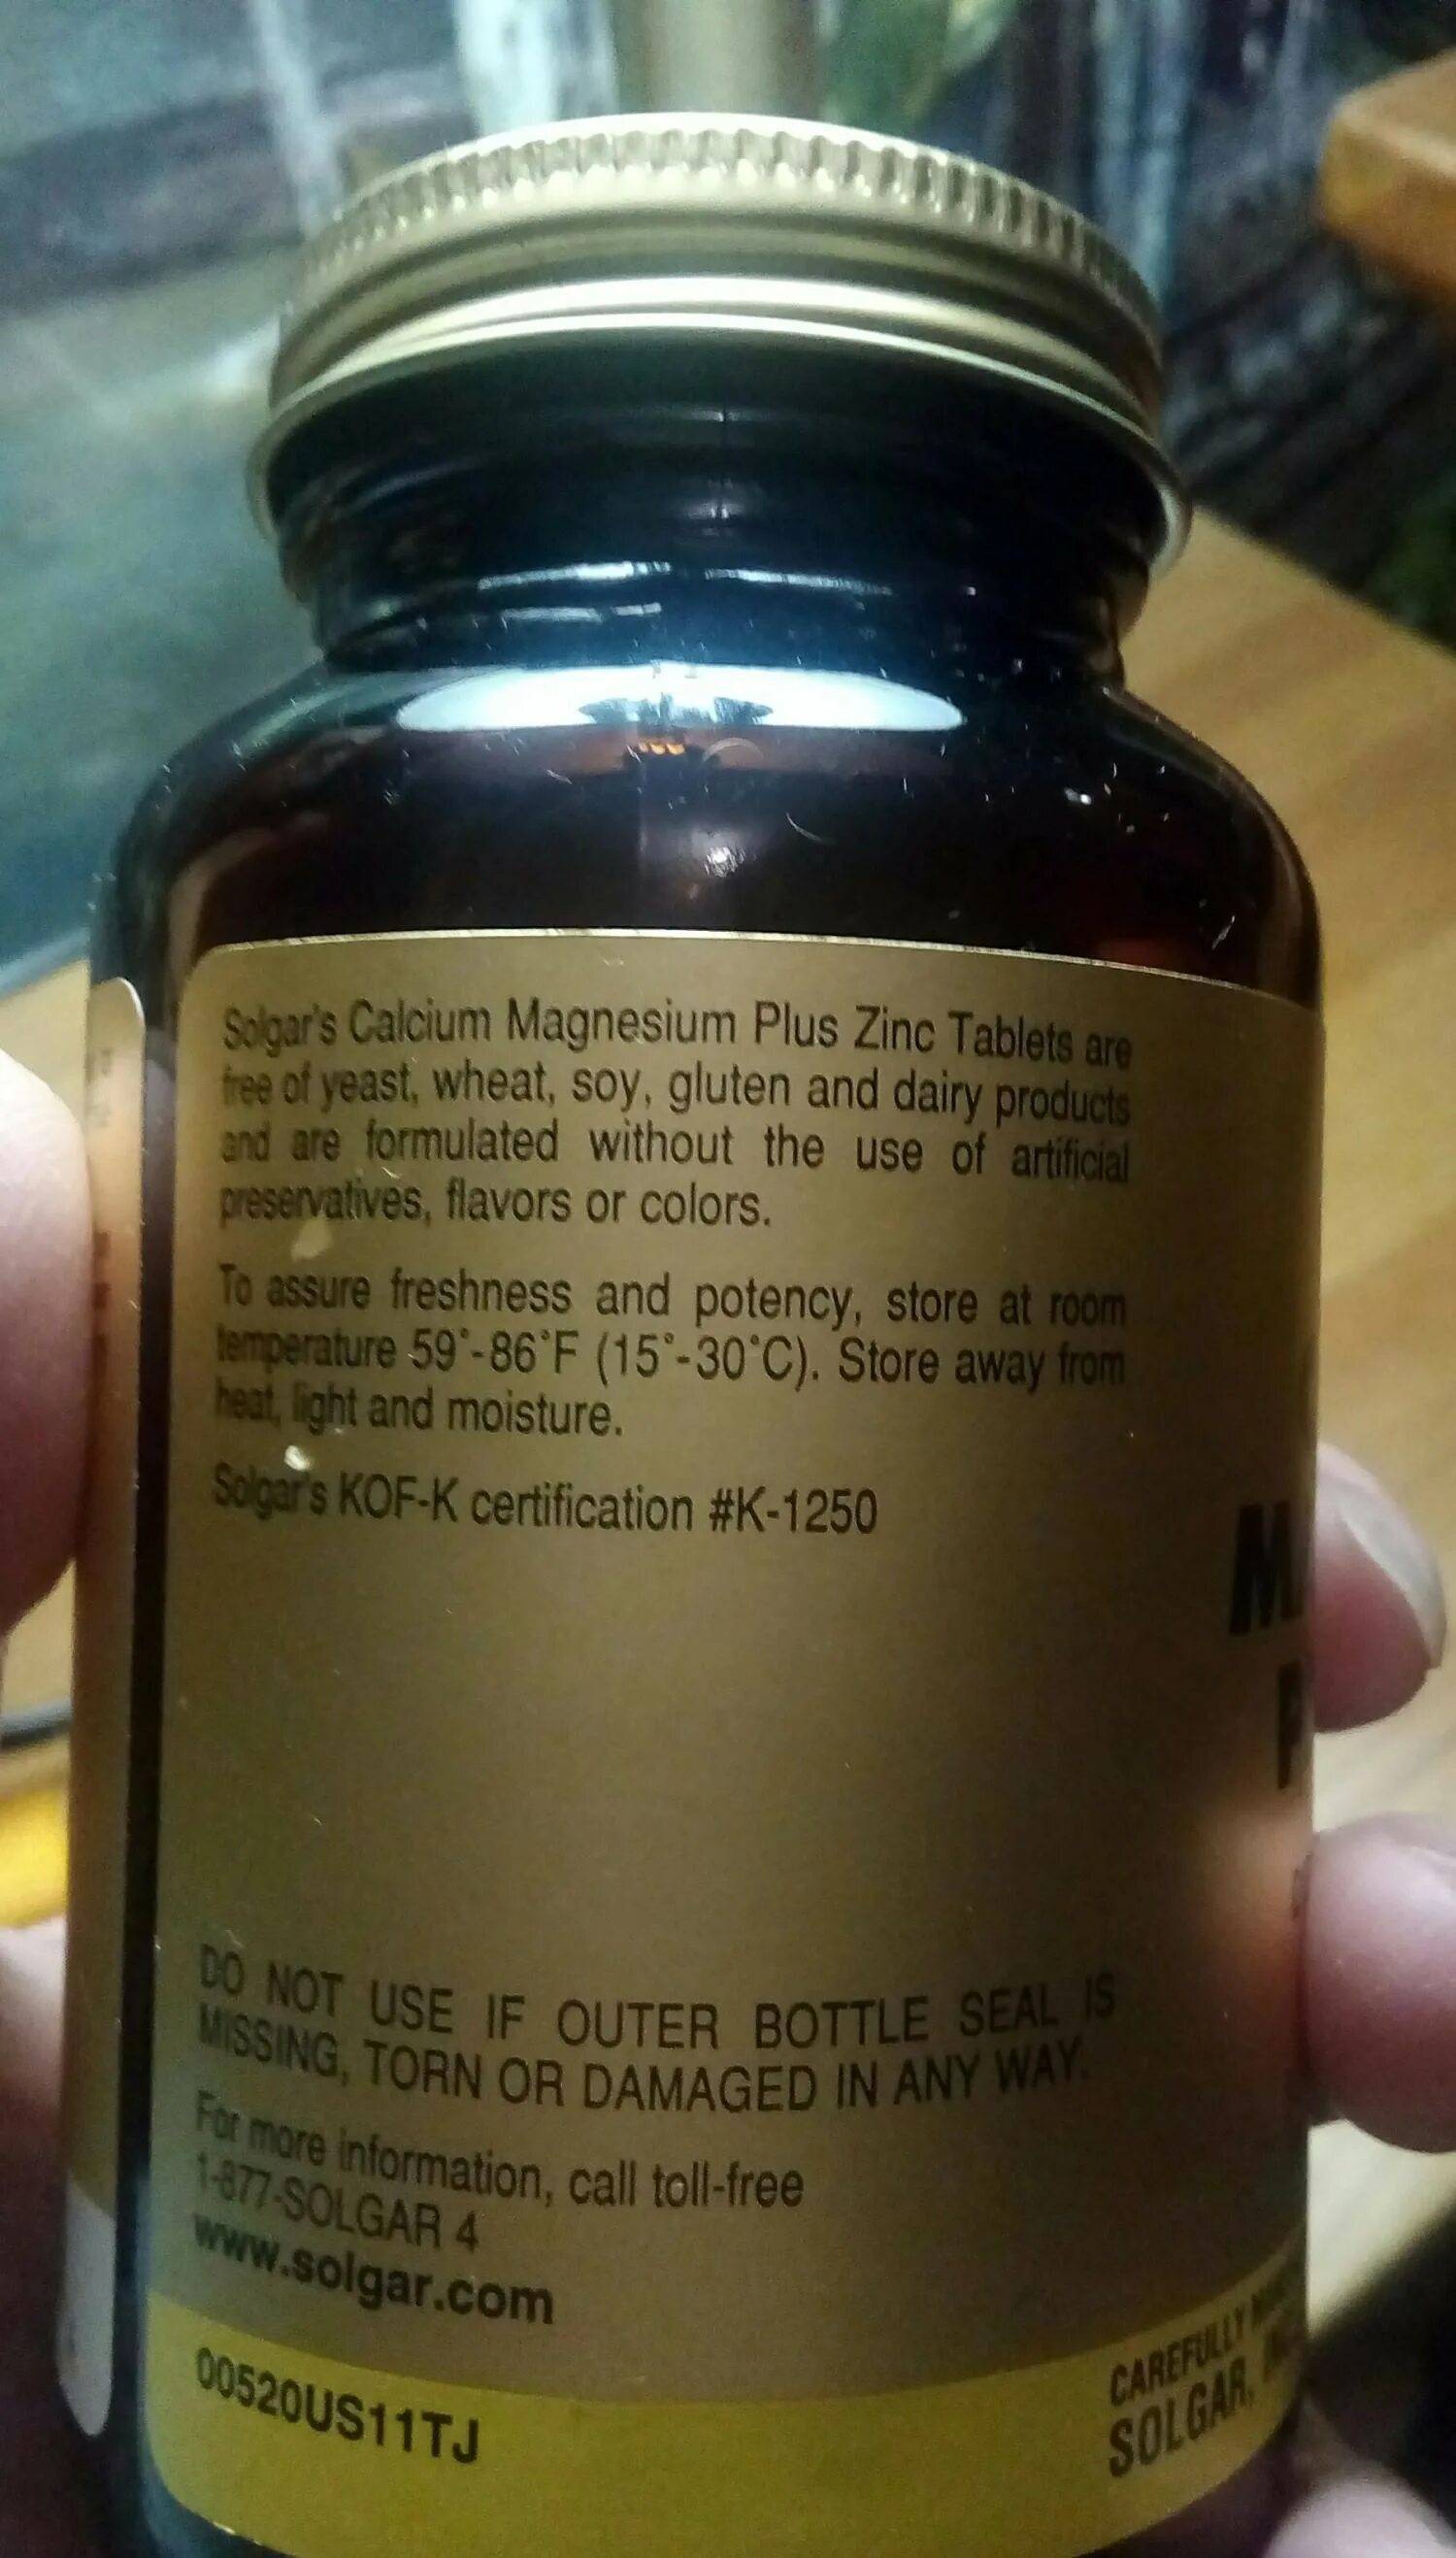 Solgar's Calcium Magnesium Plus Zinc Tablets are
free of yeast, wheat, soy, gluten and dairy products
and are formulated without the use of artificial
preservatives, flavors or colors.
To assure freshness and potency, store at room
temperature 59°-86°F (15°-30°C). Store away from
heat, light and moisture.
Solgar's KOF-K certification #K-1250
DO NOT USE IF OUTER BOTTLE SEAL IS
MISSING, TORN OR DAMAGED IN ANY WAY.
For more information, call toll-free
1-877-SOLGAR 4
www.solgar.com
00520US11TJ
CAREFULLY
SOLGAR,